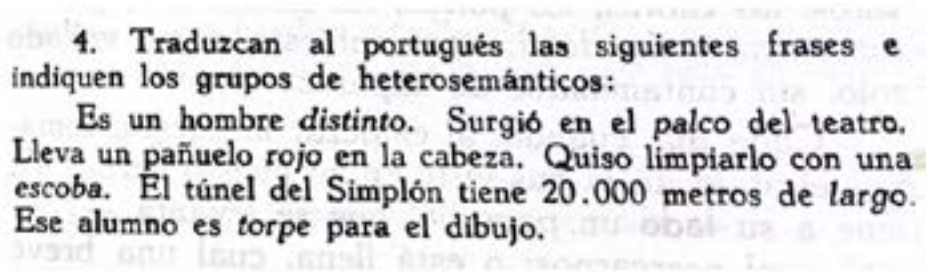 4. Traduzcan al portugués las siguientes frases e
indiquen los grupos de heterosemánticos:
Es un hombre distinto. Surgió en el palco del teatro.
Lleva un pañuelo rojo en la cabeza. Quiso limpiarlo con una
escoba. El túnel del Simplón tiene 20.000 metros de largo.
Ese alumno es torpe para el dibujo.